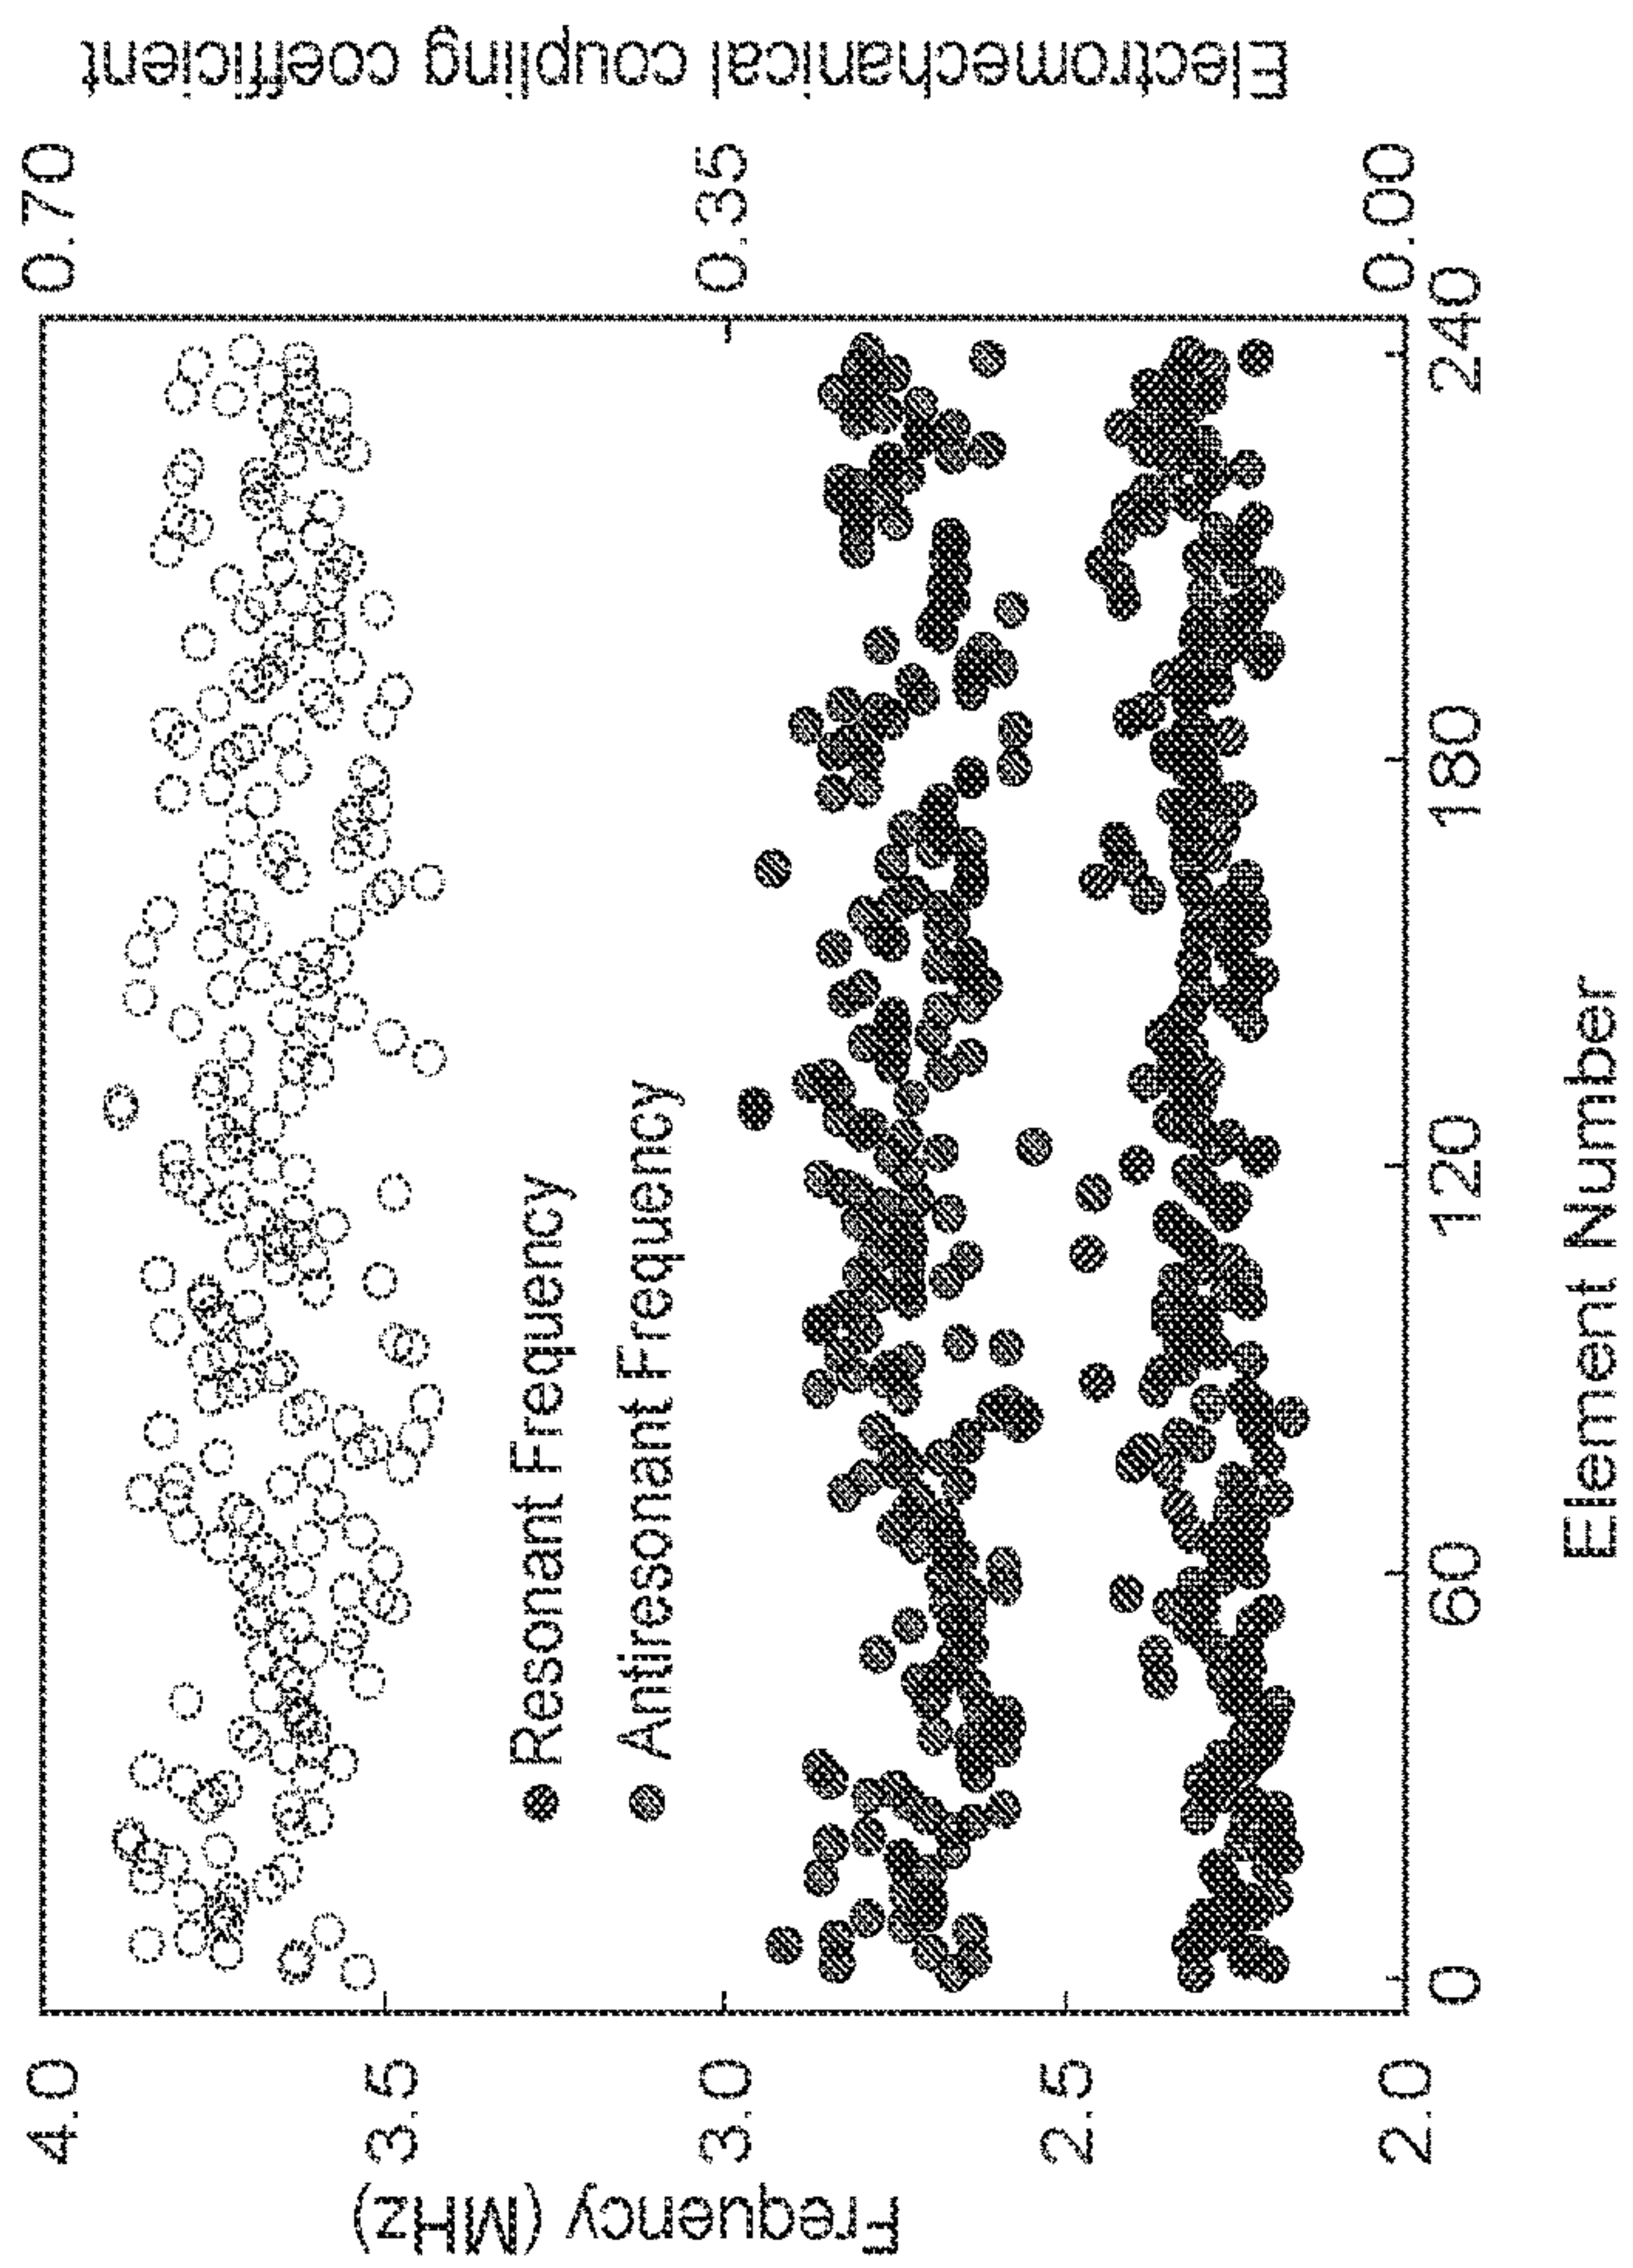 Electromechanical coupling coefficient
0.70
0.35
0.00
Resonant Frequency
Antiresonant Frequency
4.0
3.5
3.0
2.5
2.0
Frequency (MHz)
0
60
120
180
240
Element Number